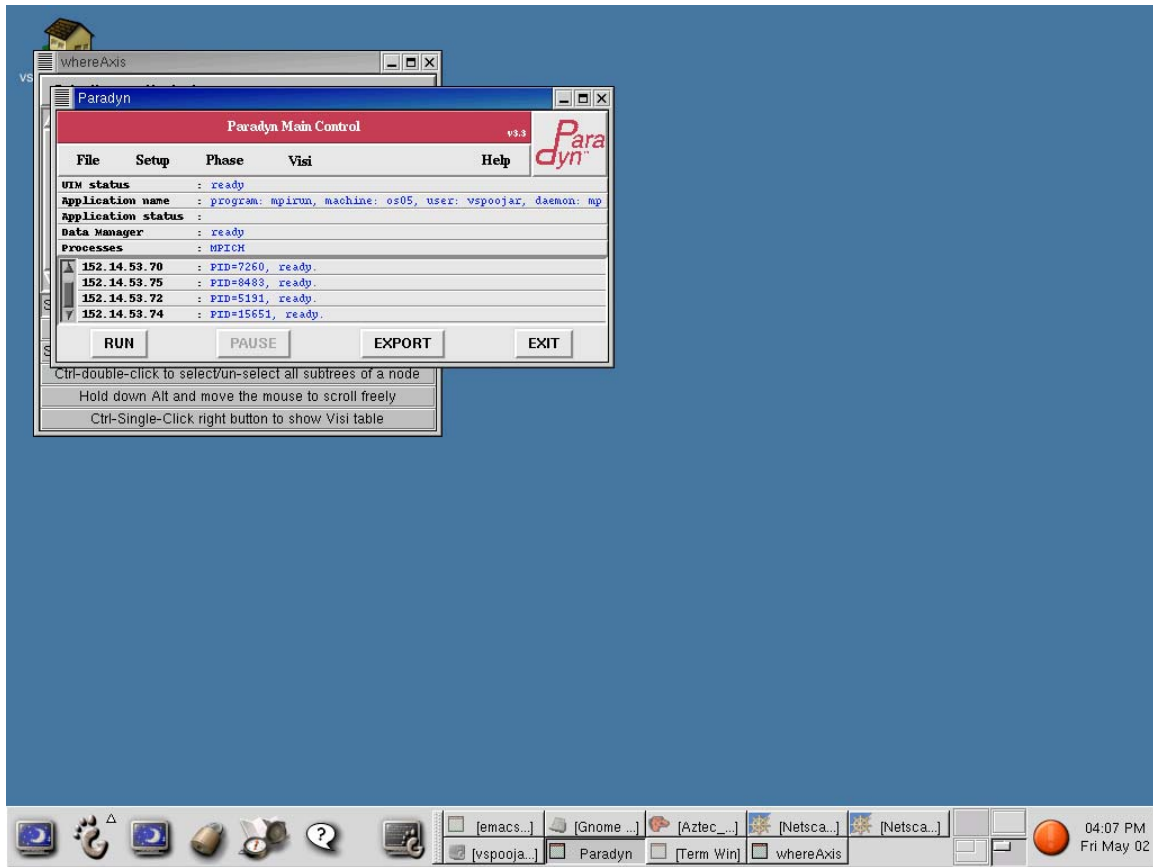 vs
whereAxis
Paradyn
Paradyn Main Control
v3.3
Para
dyn™
File Setup Phase Visi Help
UIM status : ready
Application name : program: mpirun, machine: os05, user: vspoojar, daemon: mp
Application status :
Data Manager : ready
Processes : MPICH
152.14.53.70 : PID=7260, ready.
152.14.53.75 : PID=8483, ready.
152.14.53.72 : PID=5191, ready.
152.14.53.74 : PID=15651, ready.
RUN PAUSE EXPORT EXIT
S
S
Ctrl-double-click to select/un-select all subtrees of a node
Hold down Alt and move the mouse to scroll freely
Ctrl-Single-Click right button to show Visi table
[emacs...] [Gnome ...] [Aztec_...] [Netsca...] [Netsca...]
[vspooja...] Paradyn [Term Win] whereAxis
04:07 PM
Fri May 02